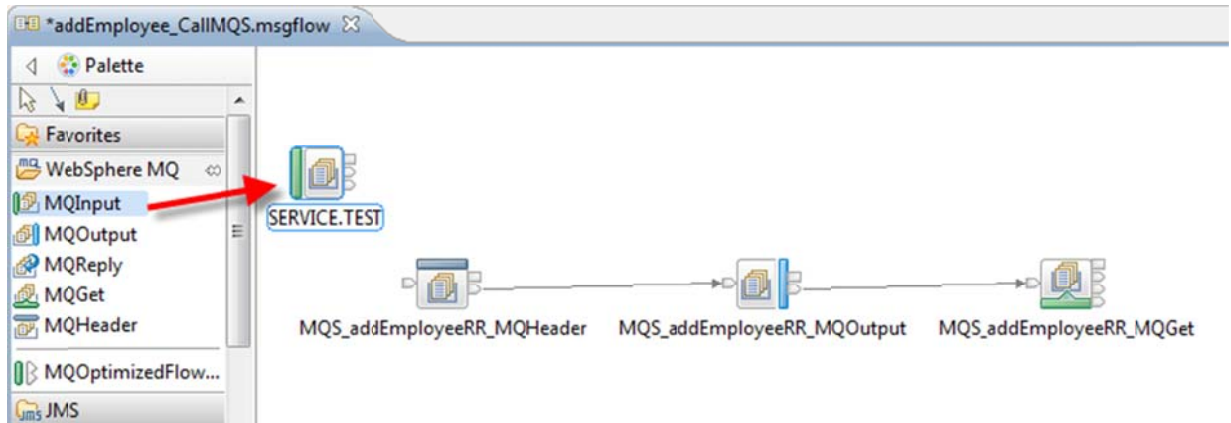 *addEmployee_CallMQS.msgflow
Palette
Favorites
WebSphere MQ
MQInput
MQOutput
MQReply
MQGet
MQHeader
MQOptimizedFlow...
JMS
SERVICE.TEST
MQS_addEmployeeRR_MQHeader
MQS_addEmployeeRR_MQOutput
MQS_addEmployeeRR_MQGet